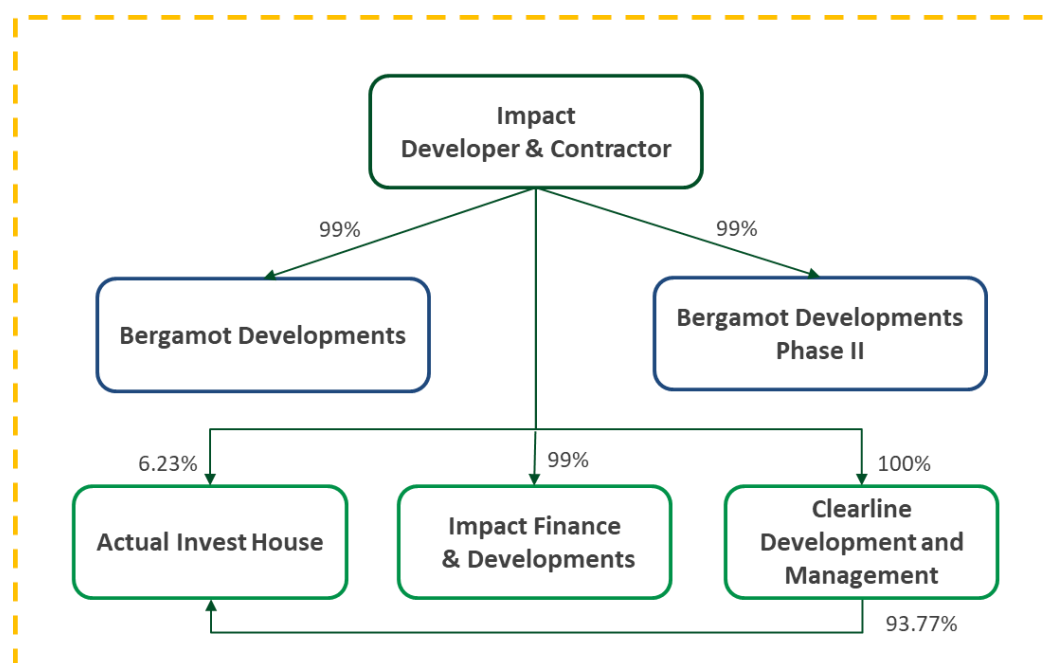 Impact
Developer & Contractor
99%
99%
Bergamot Developments
Bergamot Developments
Phase II
6.23%
99%
100%
Actual Invest House
Impact Finance
& Developments
Clearline
Development and
Management
93.77%